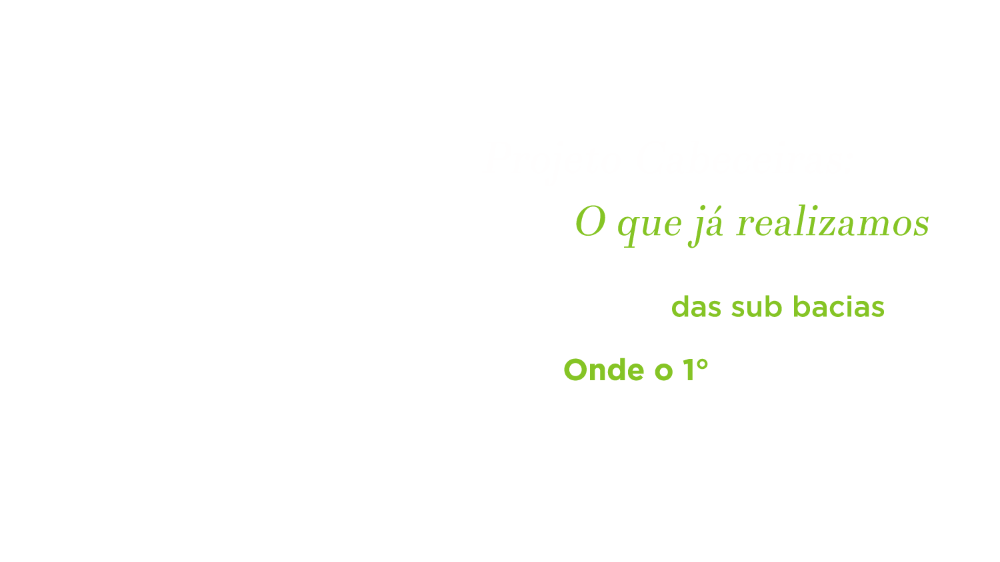 O que já realizamos
das sub bacias
Onde o 1°